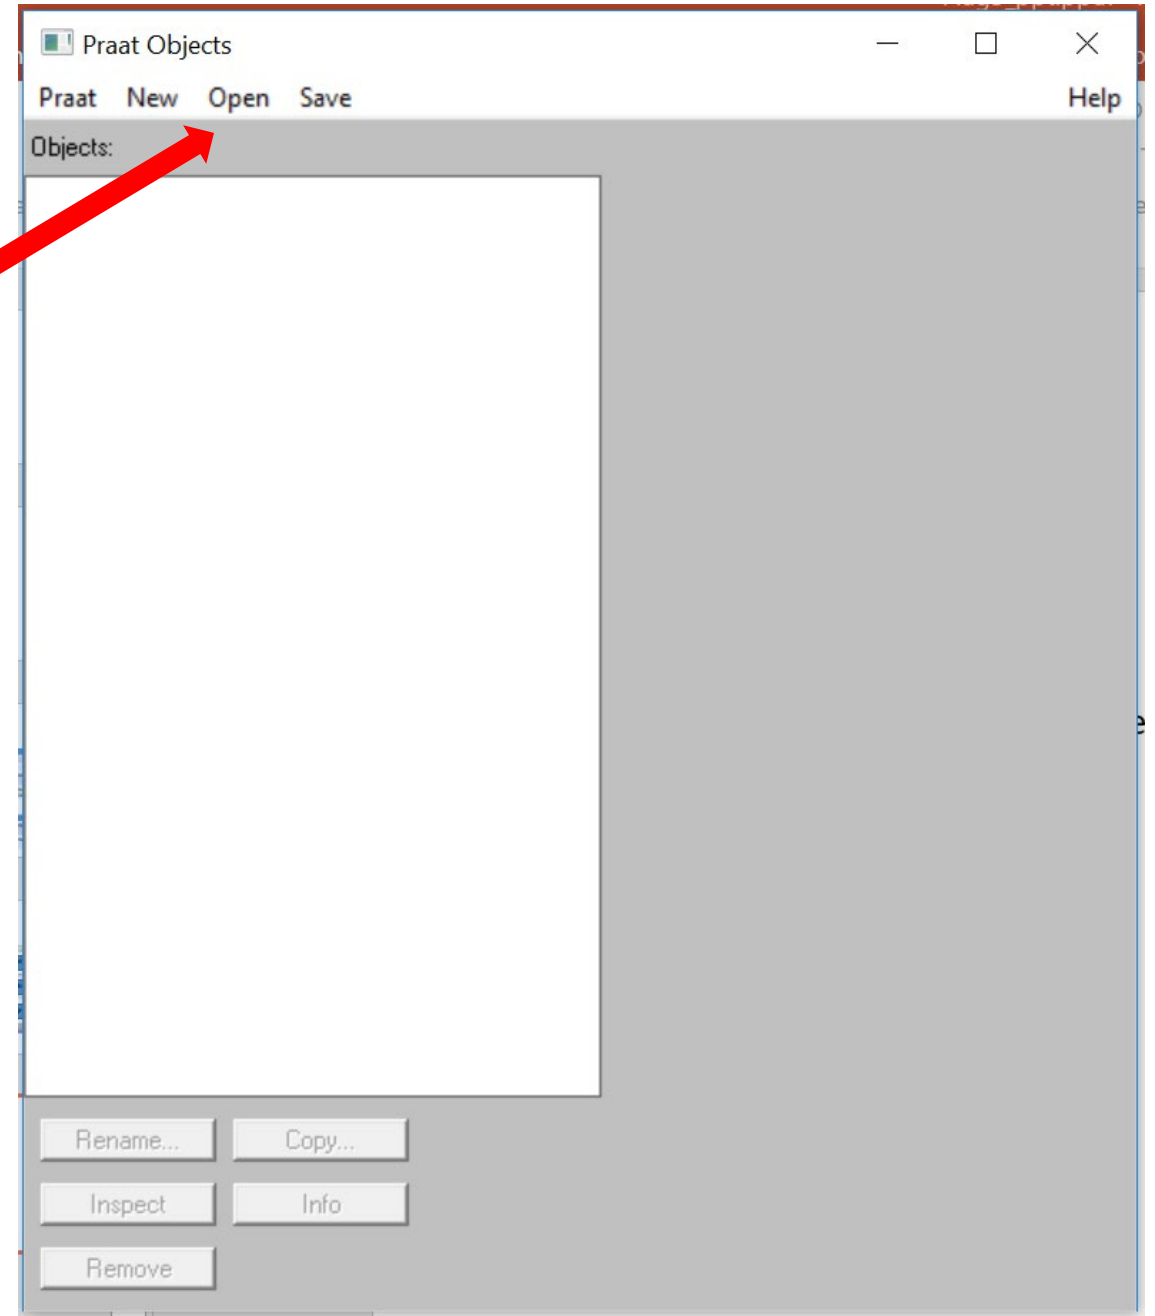 Praat Objects
Praat New Open Save Help
Objects:
Rename... Copy...
Inspect Info
Remove